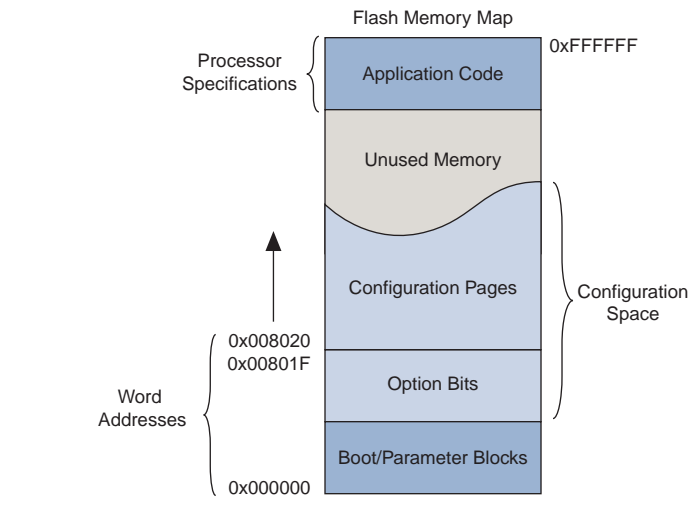 Flash Memory Map
0xFFFFFF
Processor
Specifications
Application Code
Unused Memory
Configuration Pages
Configuration
Space
0x008020
0x00801F
Option Bits
Word
Addresses
Boot/Parameter Blocks
0x000000